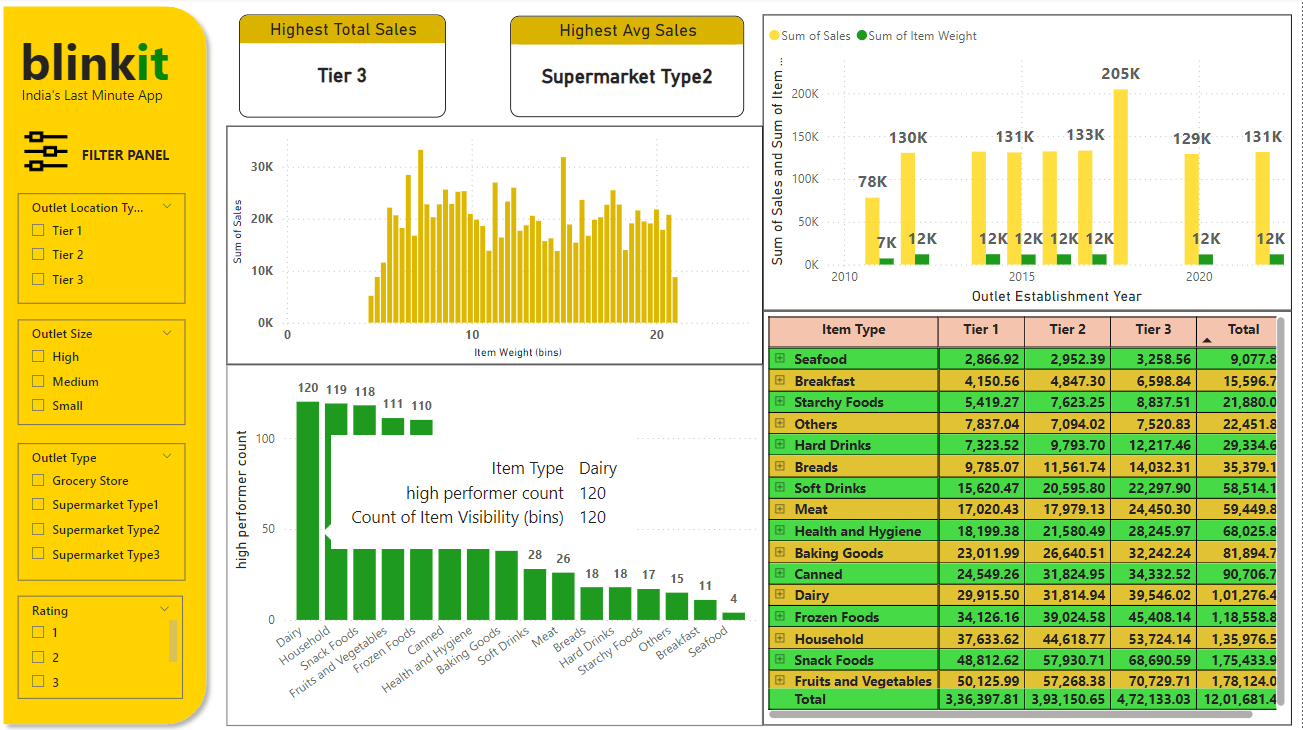 blinkit
India's Last Minute App
FILTER PANEL
Outlet Location Ty...
Tier 1
Tier 2
Tier 3
Outlet Size
High
Medium
Small
Outlet Type
Grocery Store
Supermarket Type1
Supermarket Type2
Supermarket Type3
Rating
1
2
3
Highest Total Sales
Tier 3
Highest Avg Sales
Supermarket Type2
Sum of Sales
30K
20K
10K
0K
0 10 20
Item Weight (bins)
high performer count
100
50
0
120 119 118 111 110
28 26 18 18 17 15 11 4
Item Type Dairy
high performer count 120
Count of Item Visibility (bins) 120
Dairy
Household
Snack Foods
Fruits and Vegetables
Frozen Foods
Canned
Health and Hygiene
Baking Goods
Soft Drinks
Meat
Breads
Hard Drinks
Starchy Foods
Others
Breakfast
Seafood
Sum of Sales Sum of Item Weight
Sum of Sales and Sum of Item ...
200K
150K
100K
50K
0K
78K 130K 131K 133K 205K 129K 131K
7K 12K 12K 12K 12K 12K 12K 12K
2010 2015 2020
Outlet Establishment Year
Item Type Tier 1 Tier 2 Tier 3 Total
Seafood 2,866.92 2,952.39 3,258.56 9,077.8
Breakfast 4,150.56 4,847.30 6,598.84 15,596.7
Starchy Foods 5,419.27 7,623.25 8,837.51 21,880.0
Others 7,837.04 7,094.02 7,520.83 22,451.8
Hard Drinks 7,323.52 9,793.70 12,217.46 29,334.6
Breads 9,785.07 11,561.74 14,032.31 35,379.1
Soft Drinks 15,620.47 20,595.80 22,297.90 58,514.1
Meat 17,020.43 17,979.13 24,450.30 59,449.8
Health and Hygiene 18,199.38 21,580.49 28,245.97 68,025.8
Baking Goods 23,011.99 26,640.51 32,242.24 81,894.7
Canned 24,549.26 31,824.95 34,332.52 90,706.7
Dairy 29,915.50 31,814.94 39,546.02 1,01,276.4
Frozen Foods 34,126.16 39,024.58 45,408.14 1,18,558.8
Household 37,633.62 44,618.77 53,724.14 1,35,976.5
Snack Foods 48,812.62 57,930.71 68,690.59 1,75,433.9
Fruits and Vegetables 50,125.99 57,268.38 70,729.71 1,78,124.0
Total 3,36,397.81 3,93,150.65 4,72,133.03 12,01,681.4